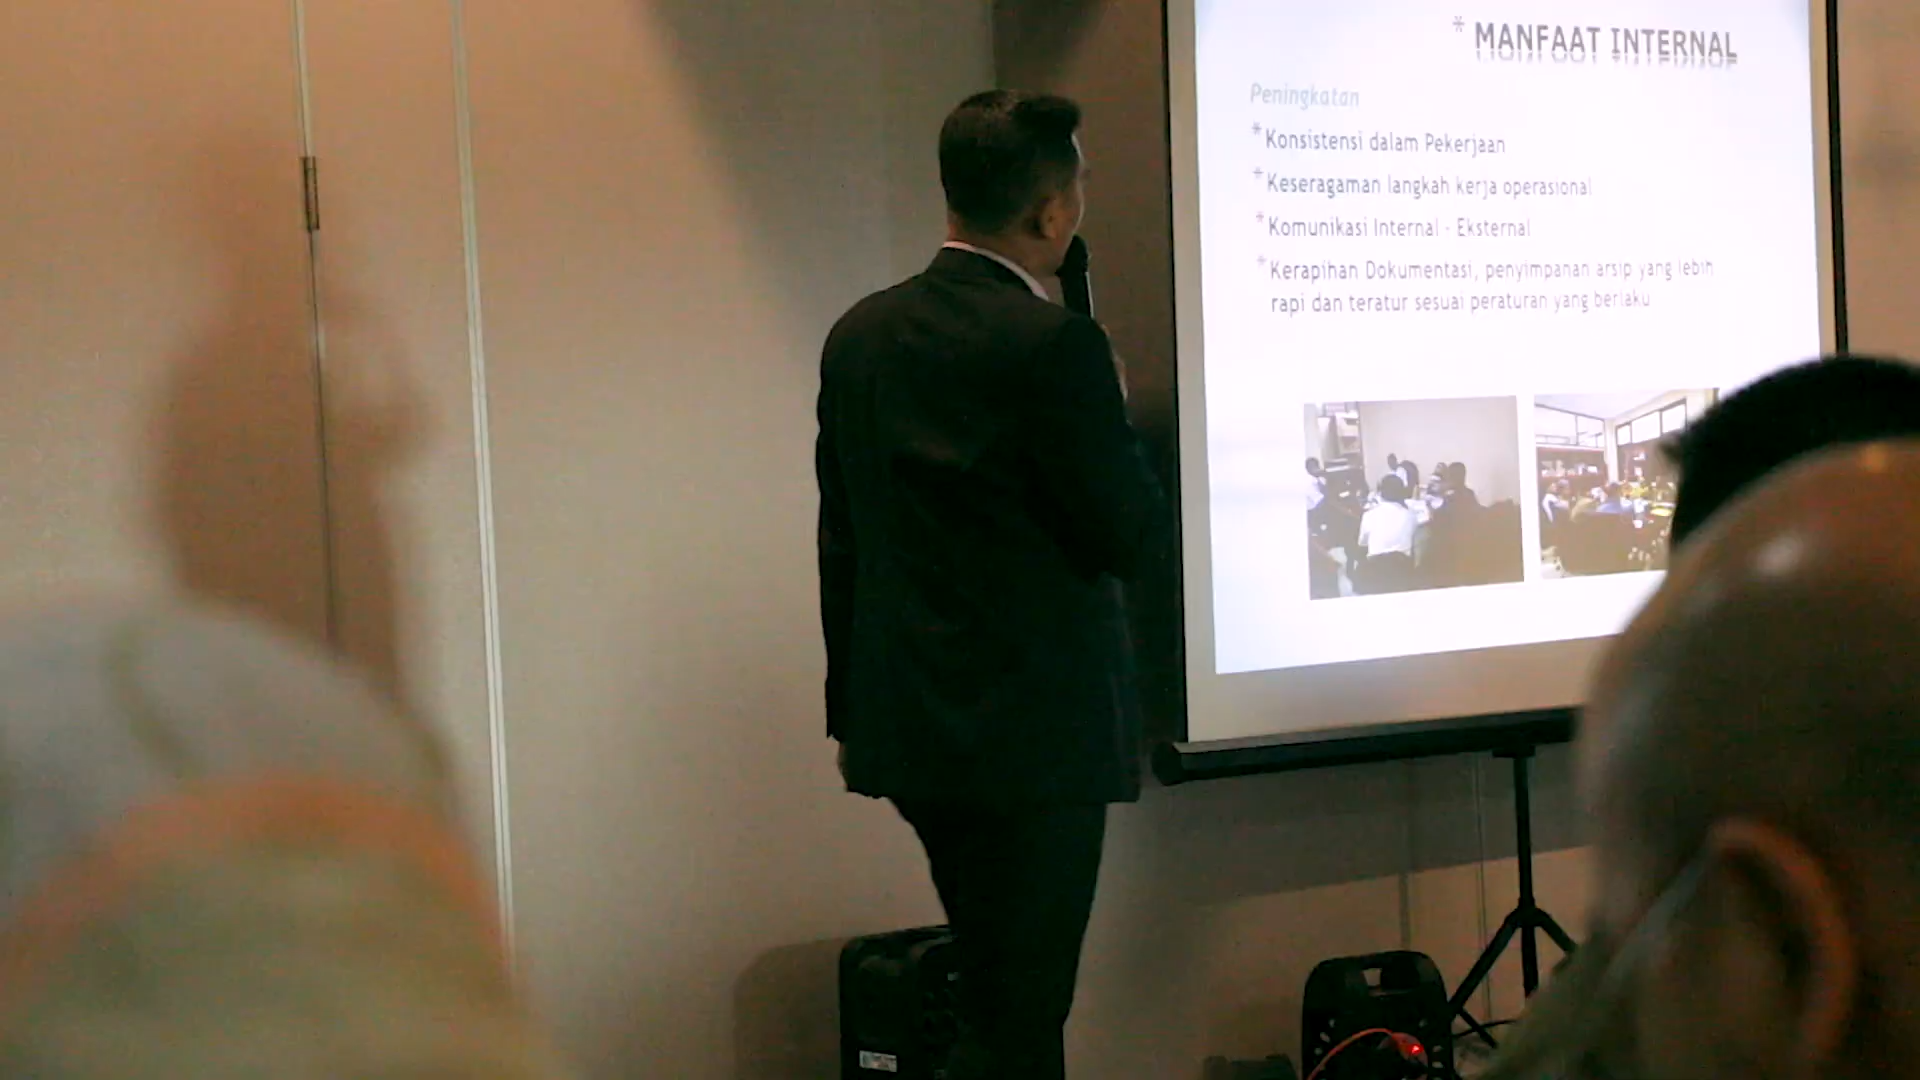 * MANFAAT INTERNAL
Peningkatan
* Konsistensi dalam Pekerjaan
* Keseragaman langkah kerja operasional
* Komunikasi Internal - Eksternal
* Kerapihan Dokumentasi, penyimpanan arsip yang lebih
rapi dan teratur sesuai peraturan yang berlaku